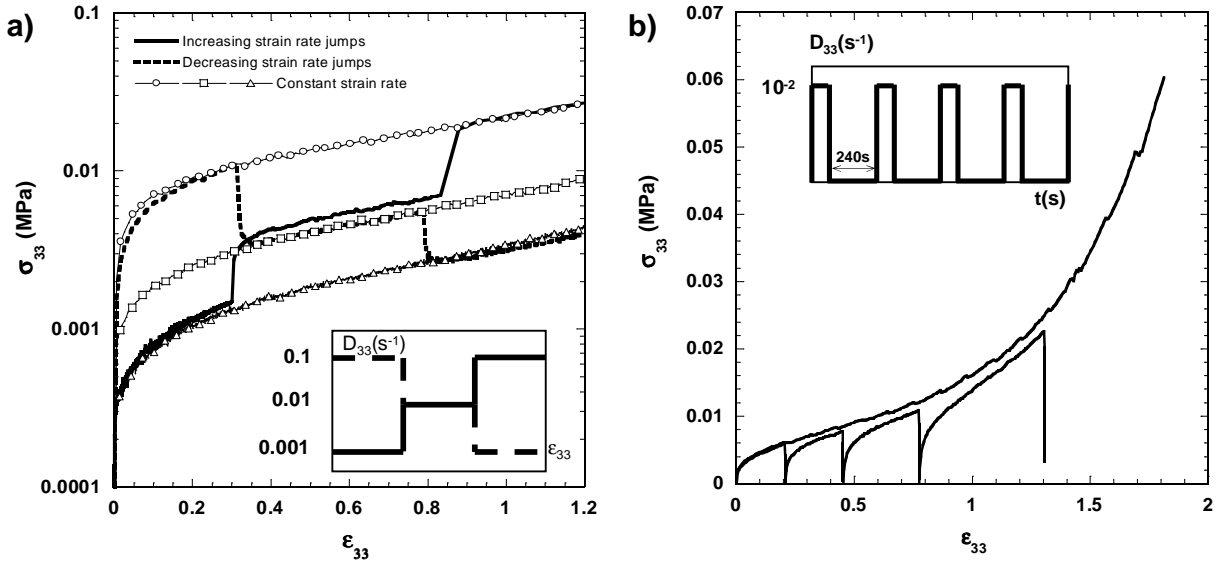 a)
Increasing strain rate jumps
Decreasing strain rate jumps
Constant strain rate
0.1
0.01
0.001
0.0001
σ33 (MPa)
0 0.2 0.4 0.6 0.8 1 1.2
ε33
D33(s-1)
0.1
0.01
0.001
ε33
b)
0.07
0.06
0.05
0.04
0.03
0.02
0.01
0
σ33 (MPa)
0 0.5 1 1.5 2
ε33
D33(s-1)
10-2
240s
t(s)